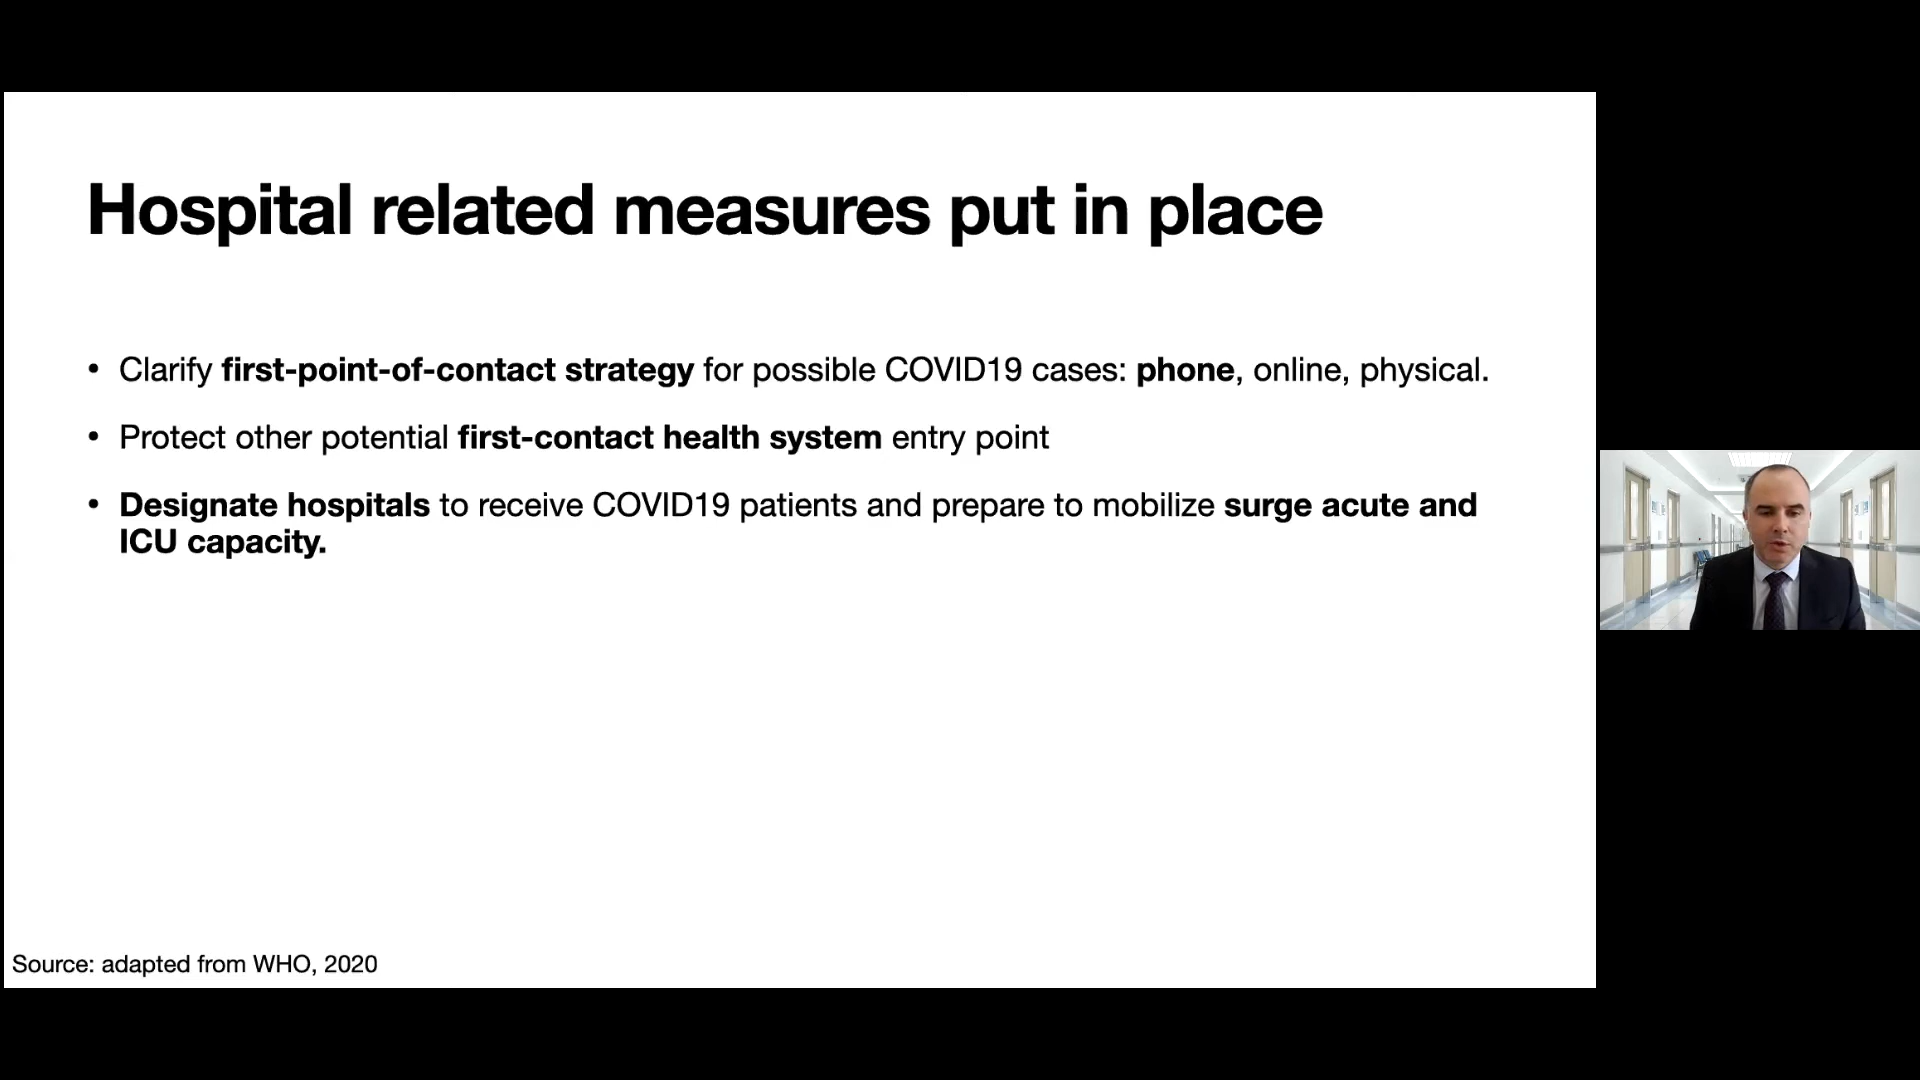 Hospital related measures put in place
• Clarify first-point-of-contact strategy for possible COVID19 cases: phone, online, physical.
• Protect other potential first-contact health system entry point
• Designate hospitals to receive COVID19 patients and prepare to mobilize surge acute and
ICU capacity.
Source: adapted from WHO, 2020